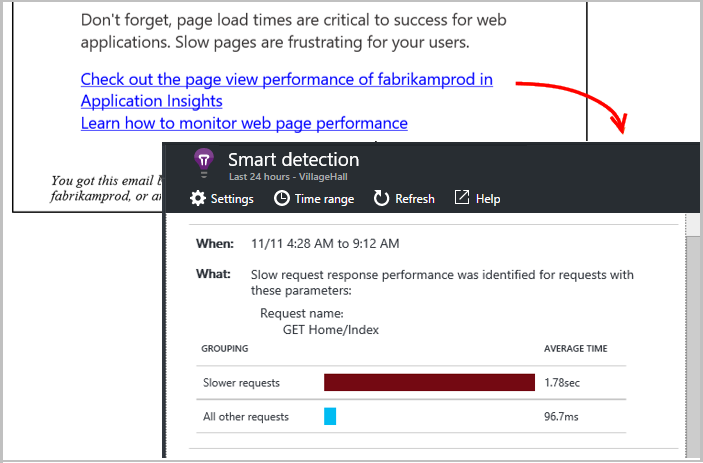 Don't forget, page load times are critical to success for web
applications. Slow pages are frustrating for your users.
Check out the page view performance of fabrikamprod in
Application Insights
Learn how to monitor web page performance
You got this email
fabrikamprod, or
Smart detection
Last 24 hours - VillageHall
Settings Time range Refresh Help
When: 11/11 4:28 AM to 9:12 AM
What: Slow request response performance was identified for requests with
these parameters:
Request name:
GET Home/Index
GROUPING AVERAGE TIME
Slower requests 1.78sec
All other requests 96.7ms